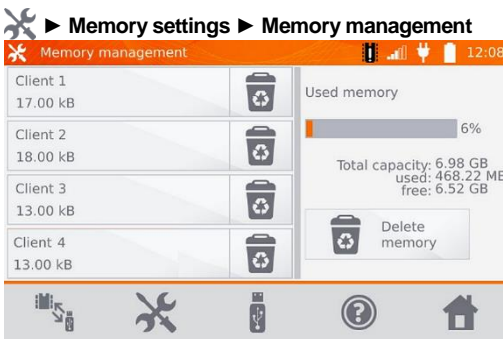 ► Memory settings ► Memory management
Memory management
12:08
Client 1
17.00 kB
Client 2
18.00 kB
Client 3
13.00 kB
Client 4
13.00 kB
Used memory
6%
Total capacity: 6.98 GB
used: 468.22 MB
free: 6.52 GB
Delete
memory